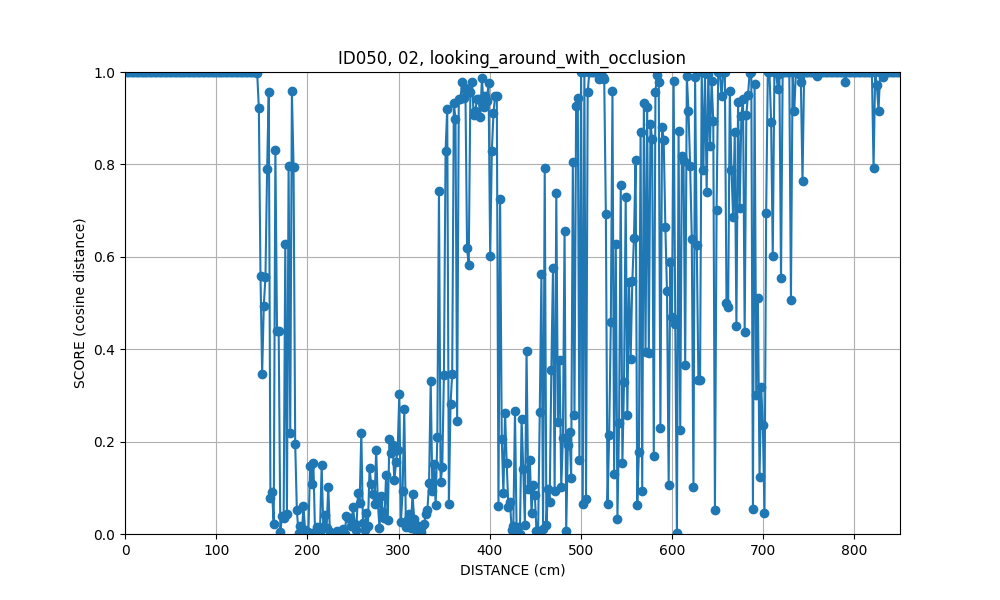 ID050, 02, looking_around_with_occlusion
SCORE (cosine distance)
1.0
0.8
0.6
0.4
0.2
0.0
0 100 200 300 400 500 600 700 800
DISTANCE (cm)